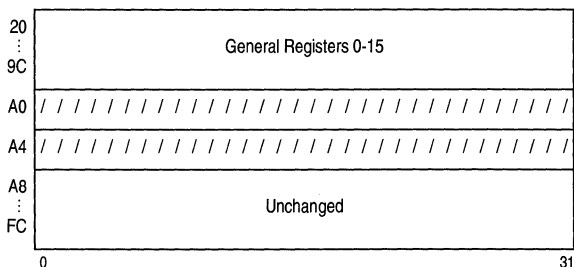 20
⋮
9C
General Registers 0-15
A0 / / / / / / / / / / / / / / / / / / / / / / / / / / / / / / / /
A4 / / / / / / / / / / / / / / / / / / / / / / / / / / / / / / / /
A8
⋮
FC
Unchanged
0 31